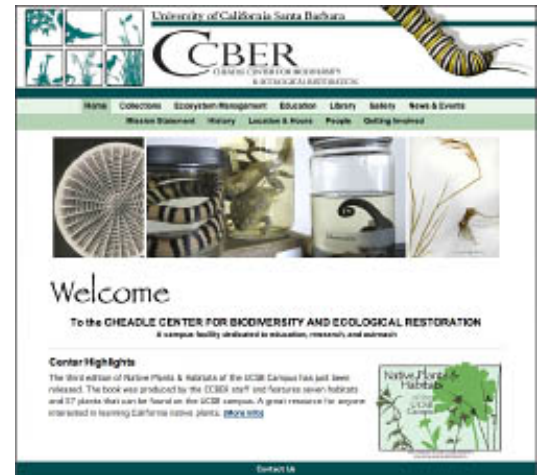 University of California Santa Barbara
CCBER
CHEADLE CENTER FOR BIODIVERSITY
& ECOLOGICAL RESTORATION
Home Collections Ecosystem Management Education Library Gallery News & Events
Mission Statement History Location & Hours People Getting Involved
Welcome
To the CHEADLE CENTER FOR BIODIVERSITY AND ECOLOGICAL RESTORATION
A campus facility dedicated to education, research, and outreach
Center Highlights
The third edition of Native Plants & Habitats of the UCSB Campus has just been
released. The book was produced by the CCBER staff and features seven habitats
and 57 plants that can be found on the UCSB campus. A great resource for anyone
interested in learning California native plants. (More Info)
Native Plants &
Habitats
of the
UCSB
Campus
Contact Us